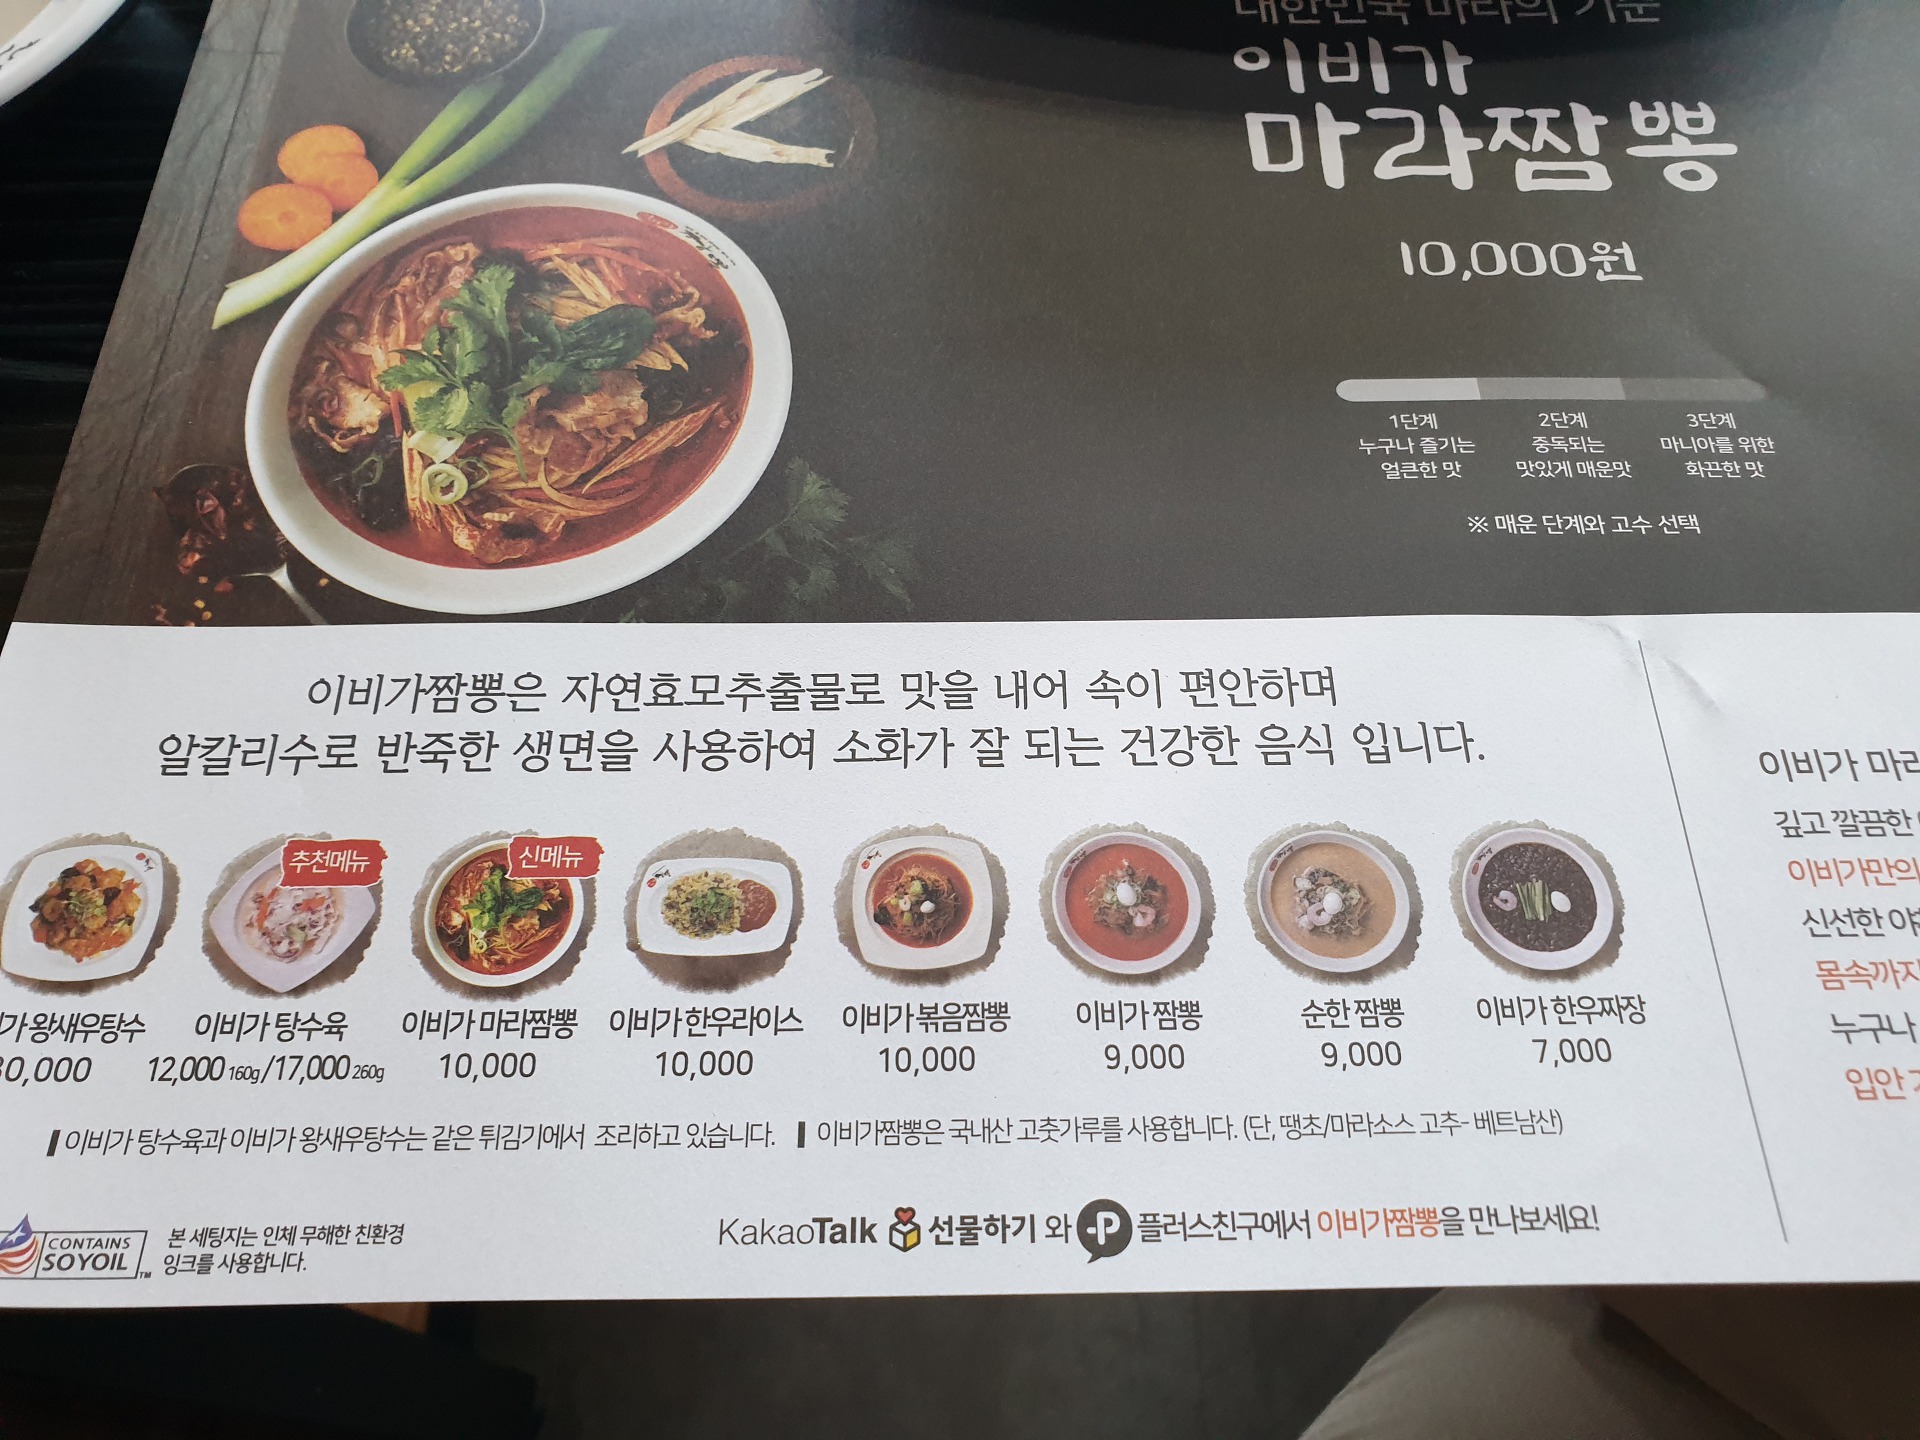 대한민국 마라의 기준
이비가
마라짬뽕
10,000원
1단계
누구나 즐기는
얼큰한 맛
2단계
중독되는
맛있게 매운맛
3단계
마니아를 위한
화끈한 맛
※ 매운 단계와 고수 선택
이비가짬뽕은 자연효모추출물로 맛을 내어 속이 편안하며
알칼리수로 반죽한 생면을 사용하여 소화가 잘 되는 건강한 음식 입니다.
추천메뉴
신메뉴
가 왕새우탕수
30,000
이비가 탕수육
12,000 160g/17,000 260g
이비가 마라짬뽕
10,000
이비가 한우라이스
10,000
이비가 볶음짬뽕
10,000
이비가 짬뽕
9,000
순한 짬뽕
9,000
이비가 한우짜장
7,000
이비가 탕수육과 이비가 왕새우탕수는 같은 튀김기에서 조리하고 있습니다.
이비가짬뽕은 국내산 고춧가루를 사용합니다. (단, 땡초/마라소스 고추- 베트남산)
CONTAINS
SOYOIL TM
본 세팅지는 인체 무해한 친환경
잉크를 사용합니다.
KakaoTalk 선물하기 와 P 플러스친구에서 이비가짬뽕을 만나보세요!
이비가 마라
깊고 깔끔한
이비가만의
신선한 야
몸속까지
누구나
입안